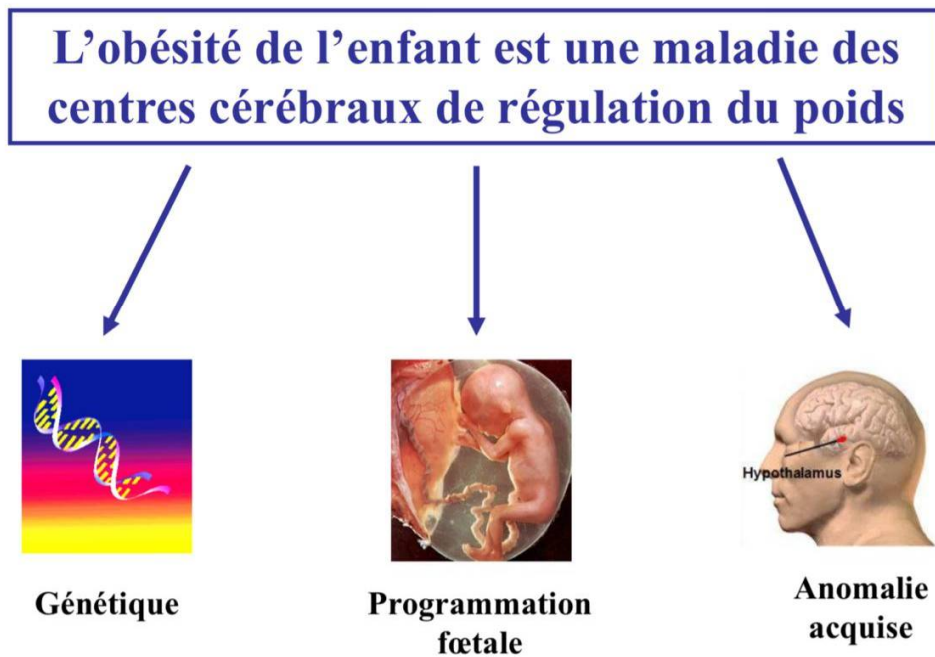 L’obésité de l’enfant est une maladie des
centres cérébraux de régulation du poids
Génétique
Programmation
fœtale
Hypothalamus
Anomalie
acquise